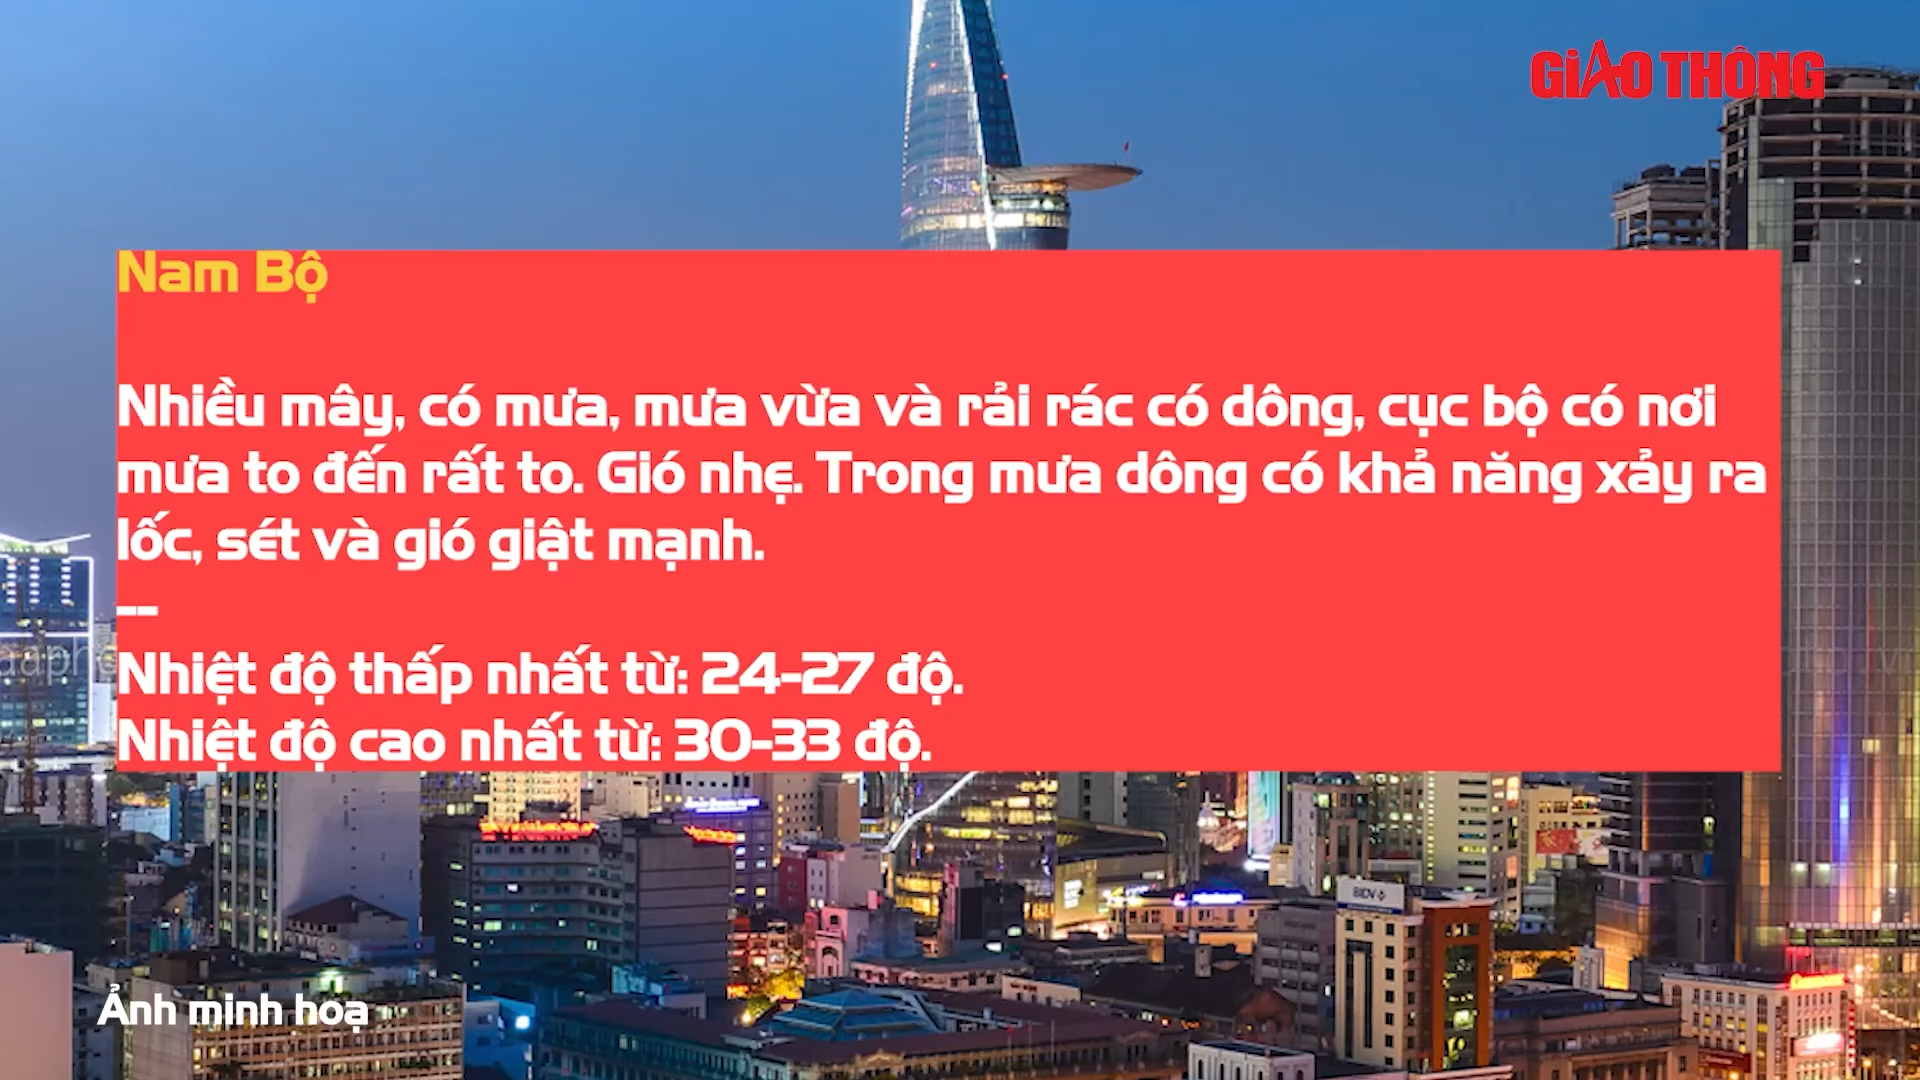 GIAO THÔNG
Nam Bộ
Nhiều mây, có mưa, mưa vừa và rải rác có dông, cục bộ có nơi
mưa to đến rất to. Gió nhẹ. Trong mưa dông có khả năng xảy ra
lốc, sét và gió giật mạnh.
--
Nhiệt độ thấp nhất từ: 24-27 độ.
Nhiệt độ cao nhất từ: 30-33 độ.
BIDV
Ảnh minh hoạ